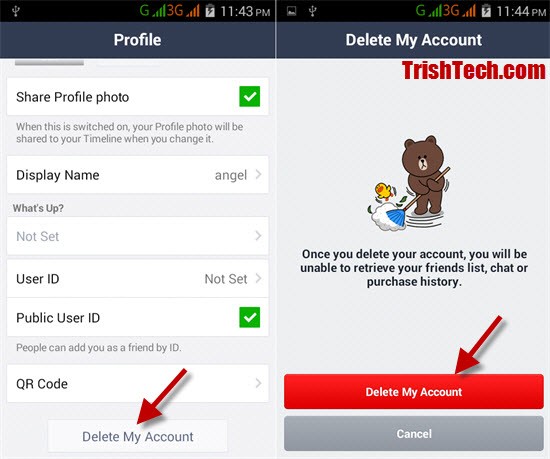 G 3G 11:43 PM
Profile
Share Profile photo
When this is switched on, your Profile photo will be
shared to your Timeline when you change it.
Display Name angel
What's Up?
Not Set
User ID Not Set
Public User ID
People can add you as a friend by ID.
QR Code
Delete My Account
G 3G 11:44 PM
Delete My Account
TrishTech.com
Once you delete your account, you will be
unable to retrieve your friends list, chat or
purchase history.
Delete My Account
Cancel